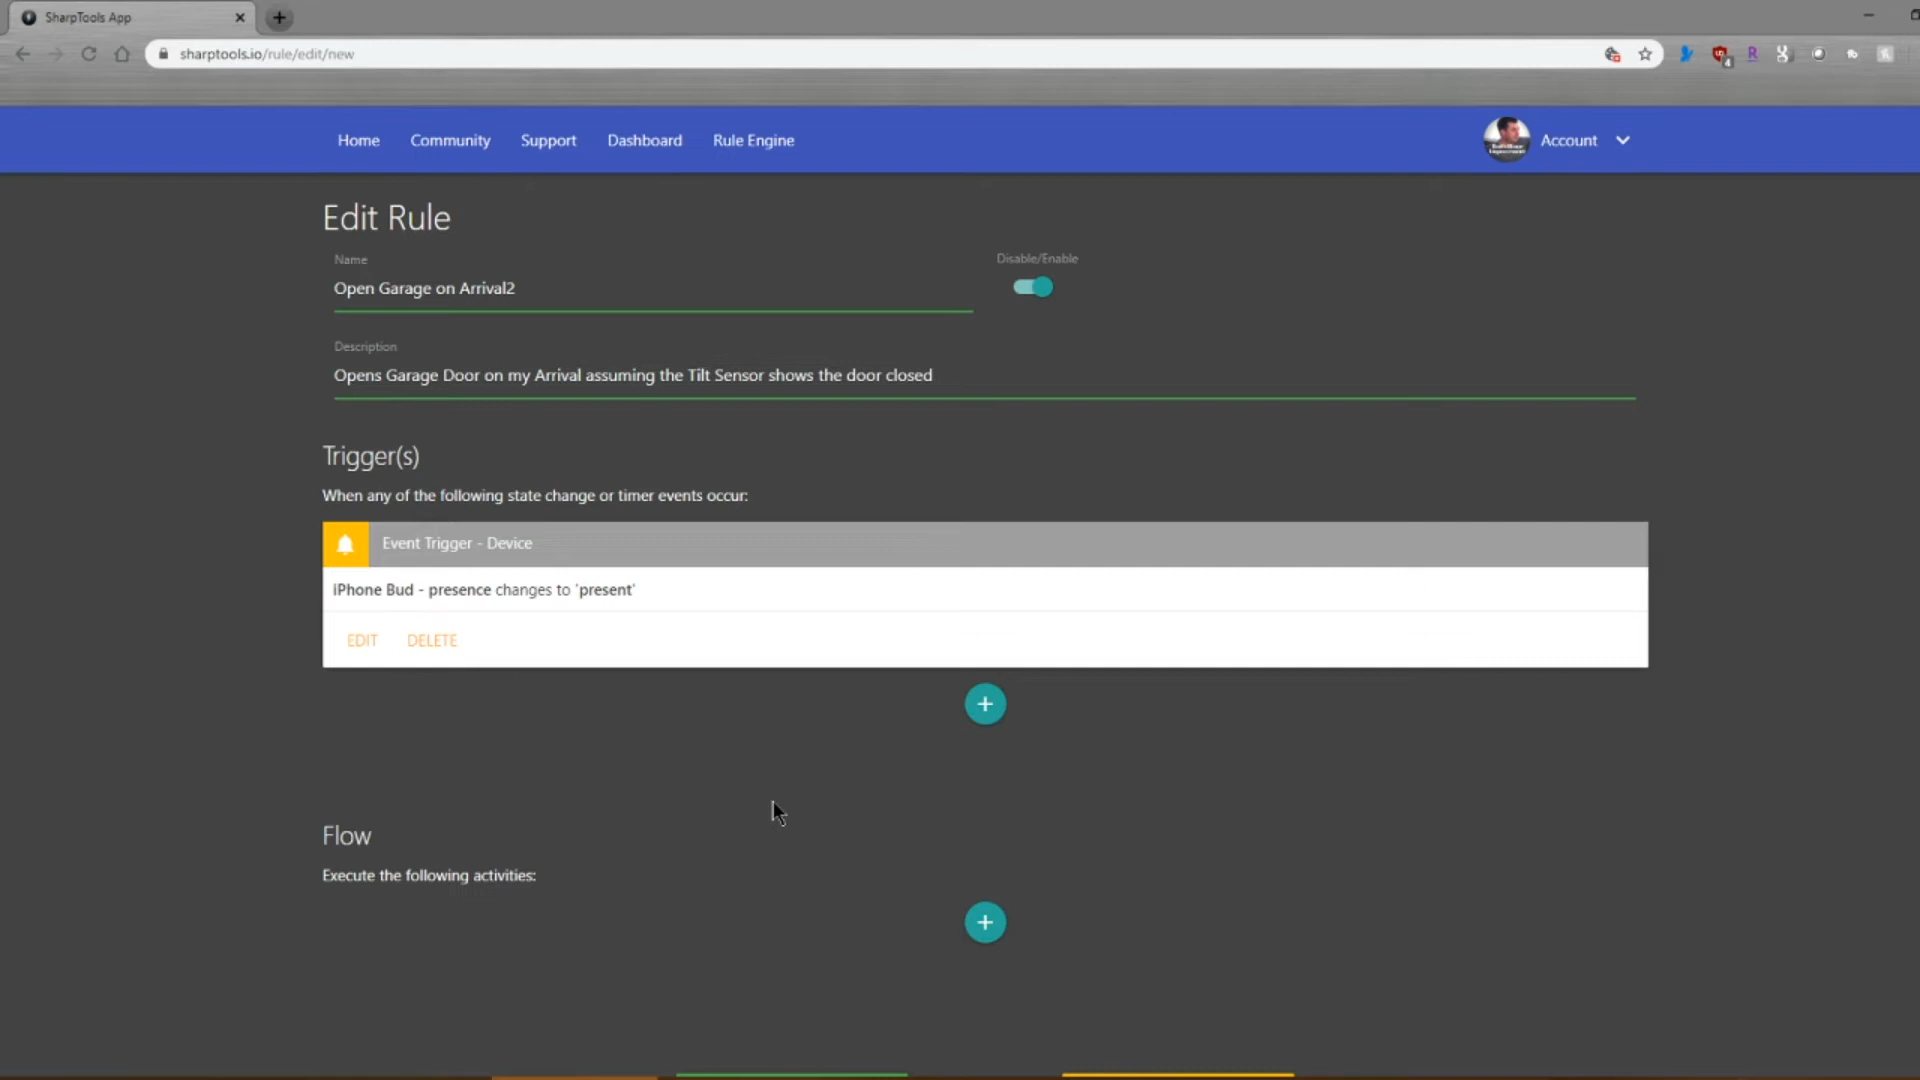 SharpTools App
sharptools.io/rule/edit/new
4
R
Home Community Support Dashboard Rule Engine Account
Edit Rule
Name Disable/Enable
Open Garage on Arrival2
Description
Opens Garage Door on my Arrival assuming the Tilt Sensor shows the door closed
Trigger(s)
When any of the following state change or timer events occur:
Event Trigger - Device
iPhone Bud - presence changes to 'present'
EDIT DELETE
+
Flow
Execute the following activities:
+